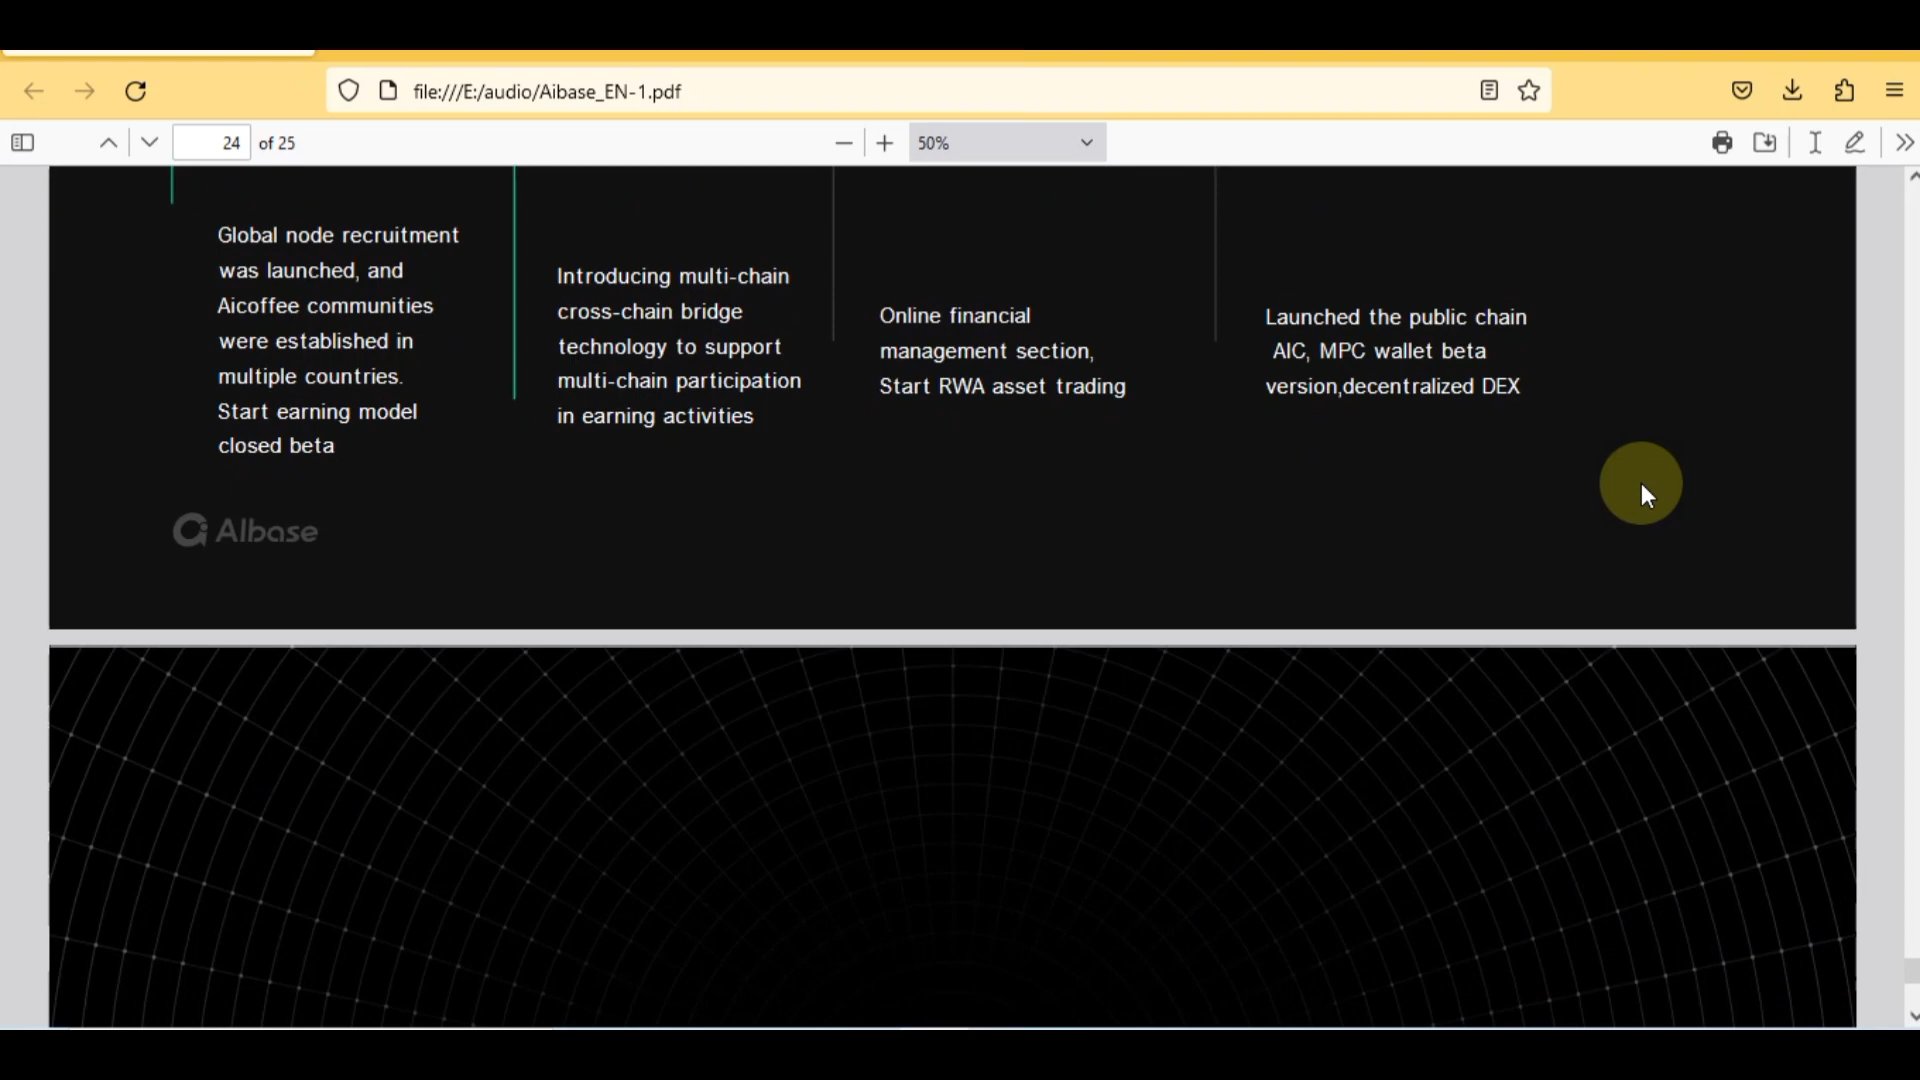 file:///E:/audio/Aibase_EN-1.pdf
24 of 25
50%
Global node recruitment
was launched, and
Aicoffee communities
were established in
multiple countries.
Start earning model
closed beta
Introducing multi-chain
cross-chain bridge
technology to support
multi-chain participation
in earning activities
Online financial
management section,
Start RWA asset trading
Launched the public chain
AIC, MPC wallet beta
version,decentralized DEX
AIbase